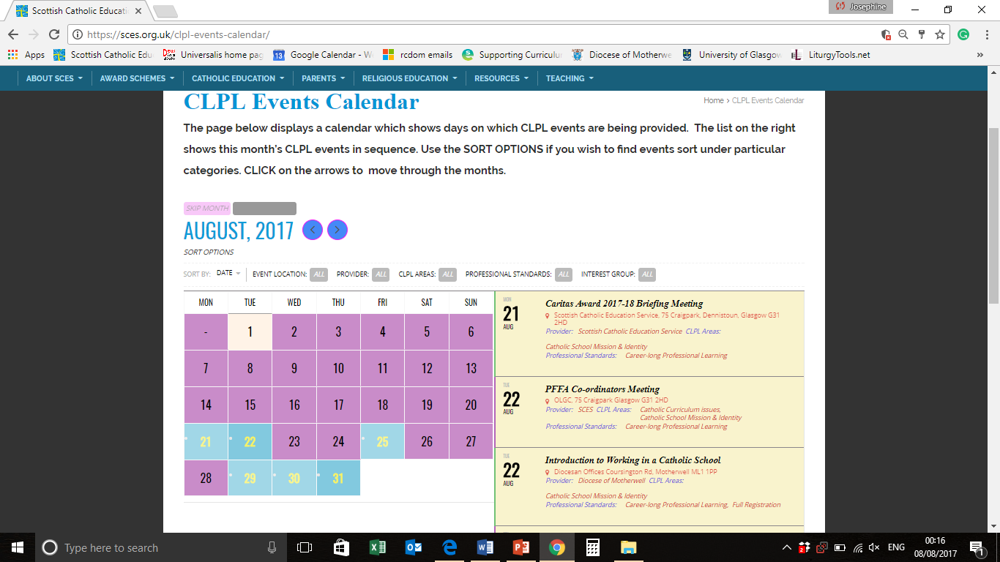 Scottish Catholic Educati
Josephine
https://sces.org.uk/clpl-events-calendar/
Apps Scottish Catholic Edu Universalis home pag Google Calendar - W rcdom emails Supporting Curriculu Diocese of Motherwe University of Glasgow LiturgyTools.net »
ABOUT SCES AWARD SCHEMES CATHOLIC EDUCATION PARENTS RELIGIOUS EDUCATION RESOURCES TEACHING
CLPL Events Calendar
Home > CLPL Events Calendar
The page below displays a calendar which shows days on which CLPL events are being provided. The list on the right
shows this month's CLPL events in sequence. Use the SORT OPTIONS if you wish to find events sort under particular
categories. CLICK on the arrows to move through the months.
SKIP MONTH
AUGUST, 2017
SORT OPTIONS
SORT BY: DATE EVENT LOCATION: ALL PROVIDER: ALL CLPL AREAS: ALL PROFESSIONAL STANDARDS: ALL INTEREST GROUP: ALL
MON TUE WED THU FRI SAT SUN
- 1 2 3 4 5 6
7 8 9 10 11 12 13
14 15 16 17 18 19 20
21 22 23 24 25 26 27
28 29 30 31
MON
21
AUG
Caritas Award 2017-18 Briefing Meeting
Scottish Catholic Education Service, 75 Craigpark, Dennistoun, Glasgow G31
2HD
Provider: Scottish Catholic Education Service CLPL Areas:
Catholic School Mission & Identity
Professional Standards: Career-long Professional Learning
TUE
22
AUG
PFFA Co-ordinators Meeting
OLGC, 75 Craigpark Glasgow G31 2HD
Provider: SCES CLPL Areas: Catholic Curriculum issues,
Catholic School Mission & Identity
Professional Standards: Career-long Professional Learning
TUE
22
AUG
Introduction to Working in a Catholic School
Diocesan Offices Coursington Rd, Motherwell ML1 1PP
Provider: Diocese of Motherwell CLPL Areas:
Catholic School Mission & Identity
Professional Standards: Career-long Professional Learning, Full Registration
Type here to search
ENG
00:16
08/08/2017